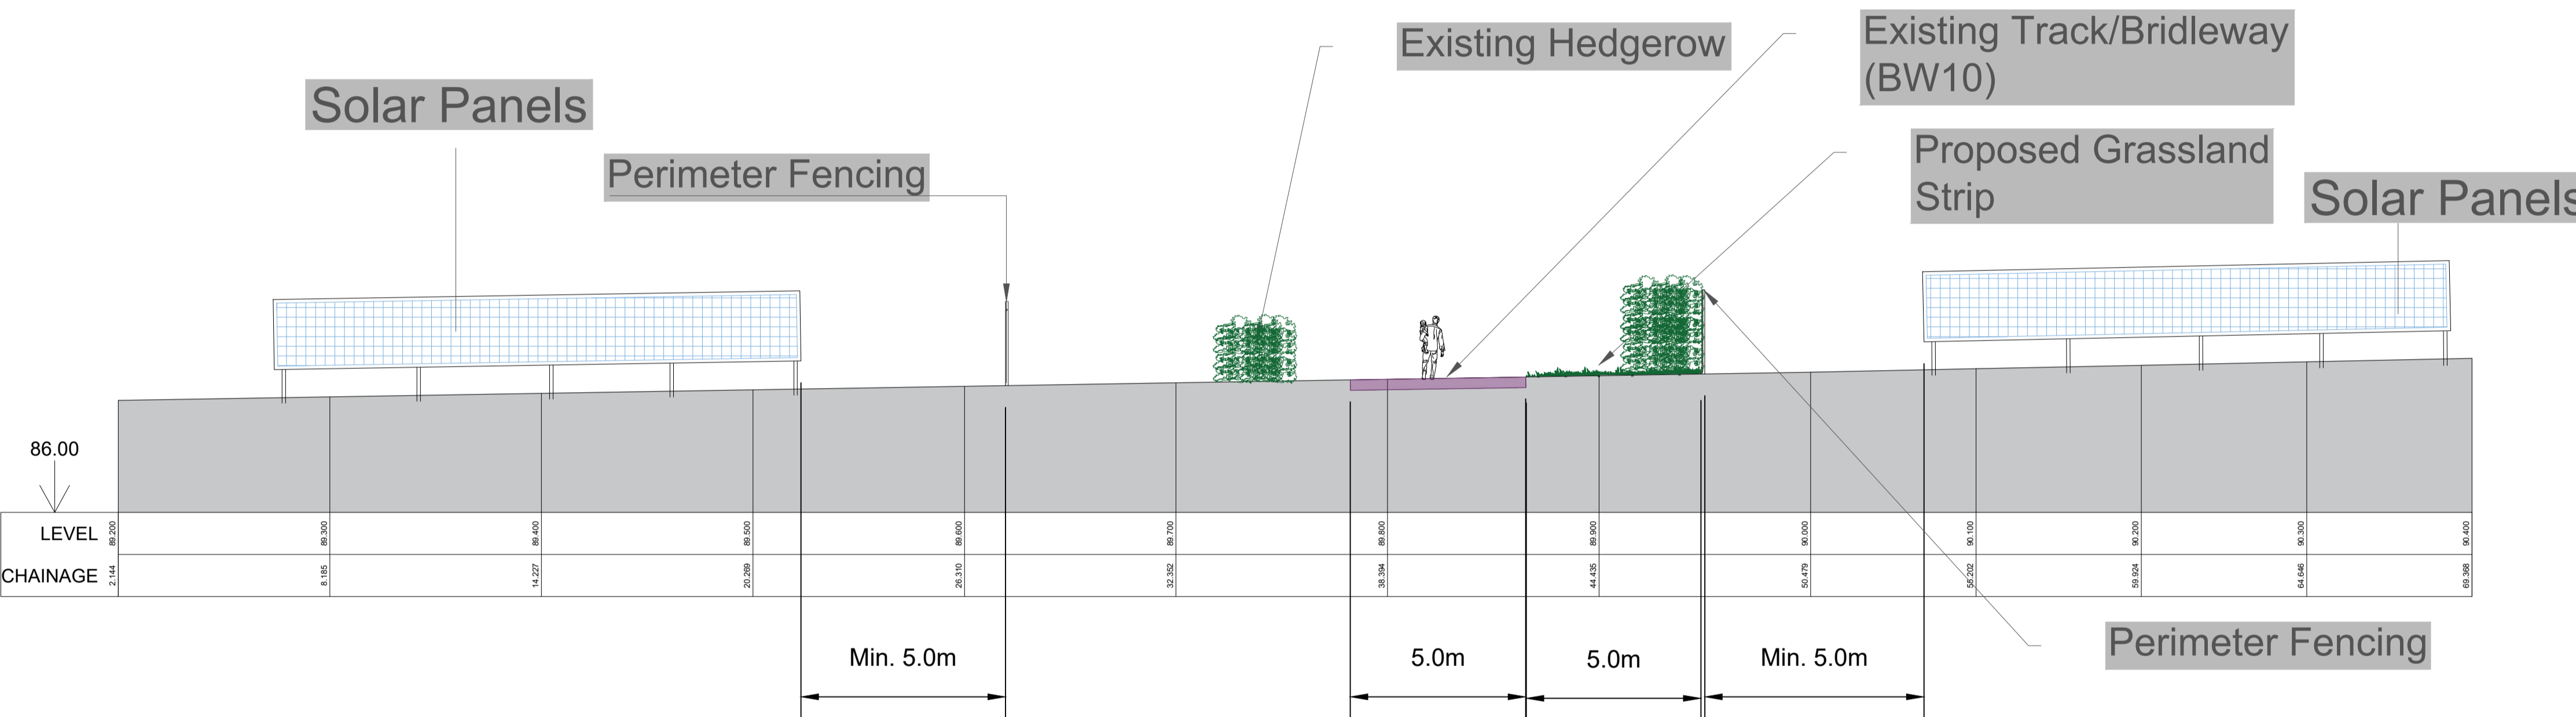 Existing Hedgerow
Existing Track/Bridleway
(BW10)
Solar Panels
Perimeter Fencing
Proposed Grassland
Strip
Solar Panels
86.00
LEVEL 89.200 89.300 89.400 89.500 89.600 89.700 89.800 89.900 90.000 90.100 90.200 90.300 90.400
CHAINAGE 2.144 8.185 14.227 20.269 26.310 32.352 38.394 44.435 50.479 55.202 59.924 64.646 69.368
Min. 5.0m 5.0m 5.0m Min. 5.0m
Perimeter Fencing